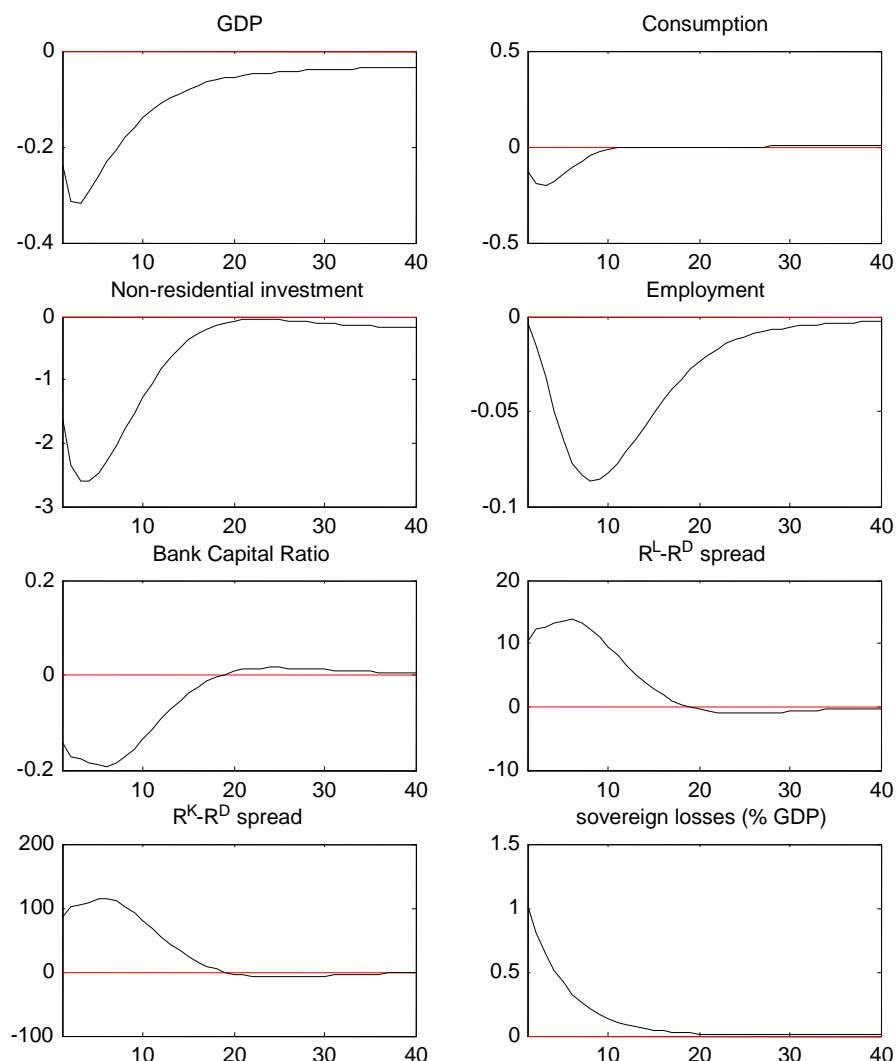 GDP
0
-0.2
-0.4
10 20 30 40
Consumption
0.5
0
-0.5
10 20 30 40
Non-residential investment
0
-1
-2
-3
10 20 30 40
Employment
0
-0.05
-0.1
10 20 30 40
Bank Capital Ratio
0.2
0
-0.2
10 20 30 40
R^L-R^D spread
20
10
0
-10
10 20 30 40
R^K-R^D spread
200
100
0
-100
10 20 30 40
sovereign losses (% GDP)
1.5
1
0.5
0
10 20 30 40